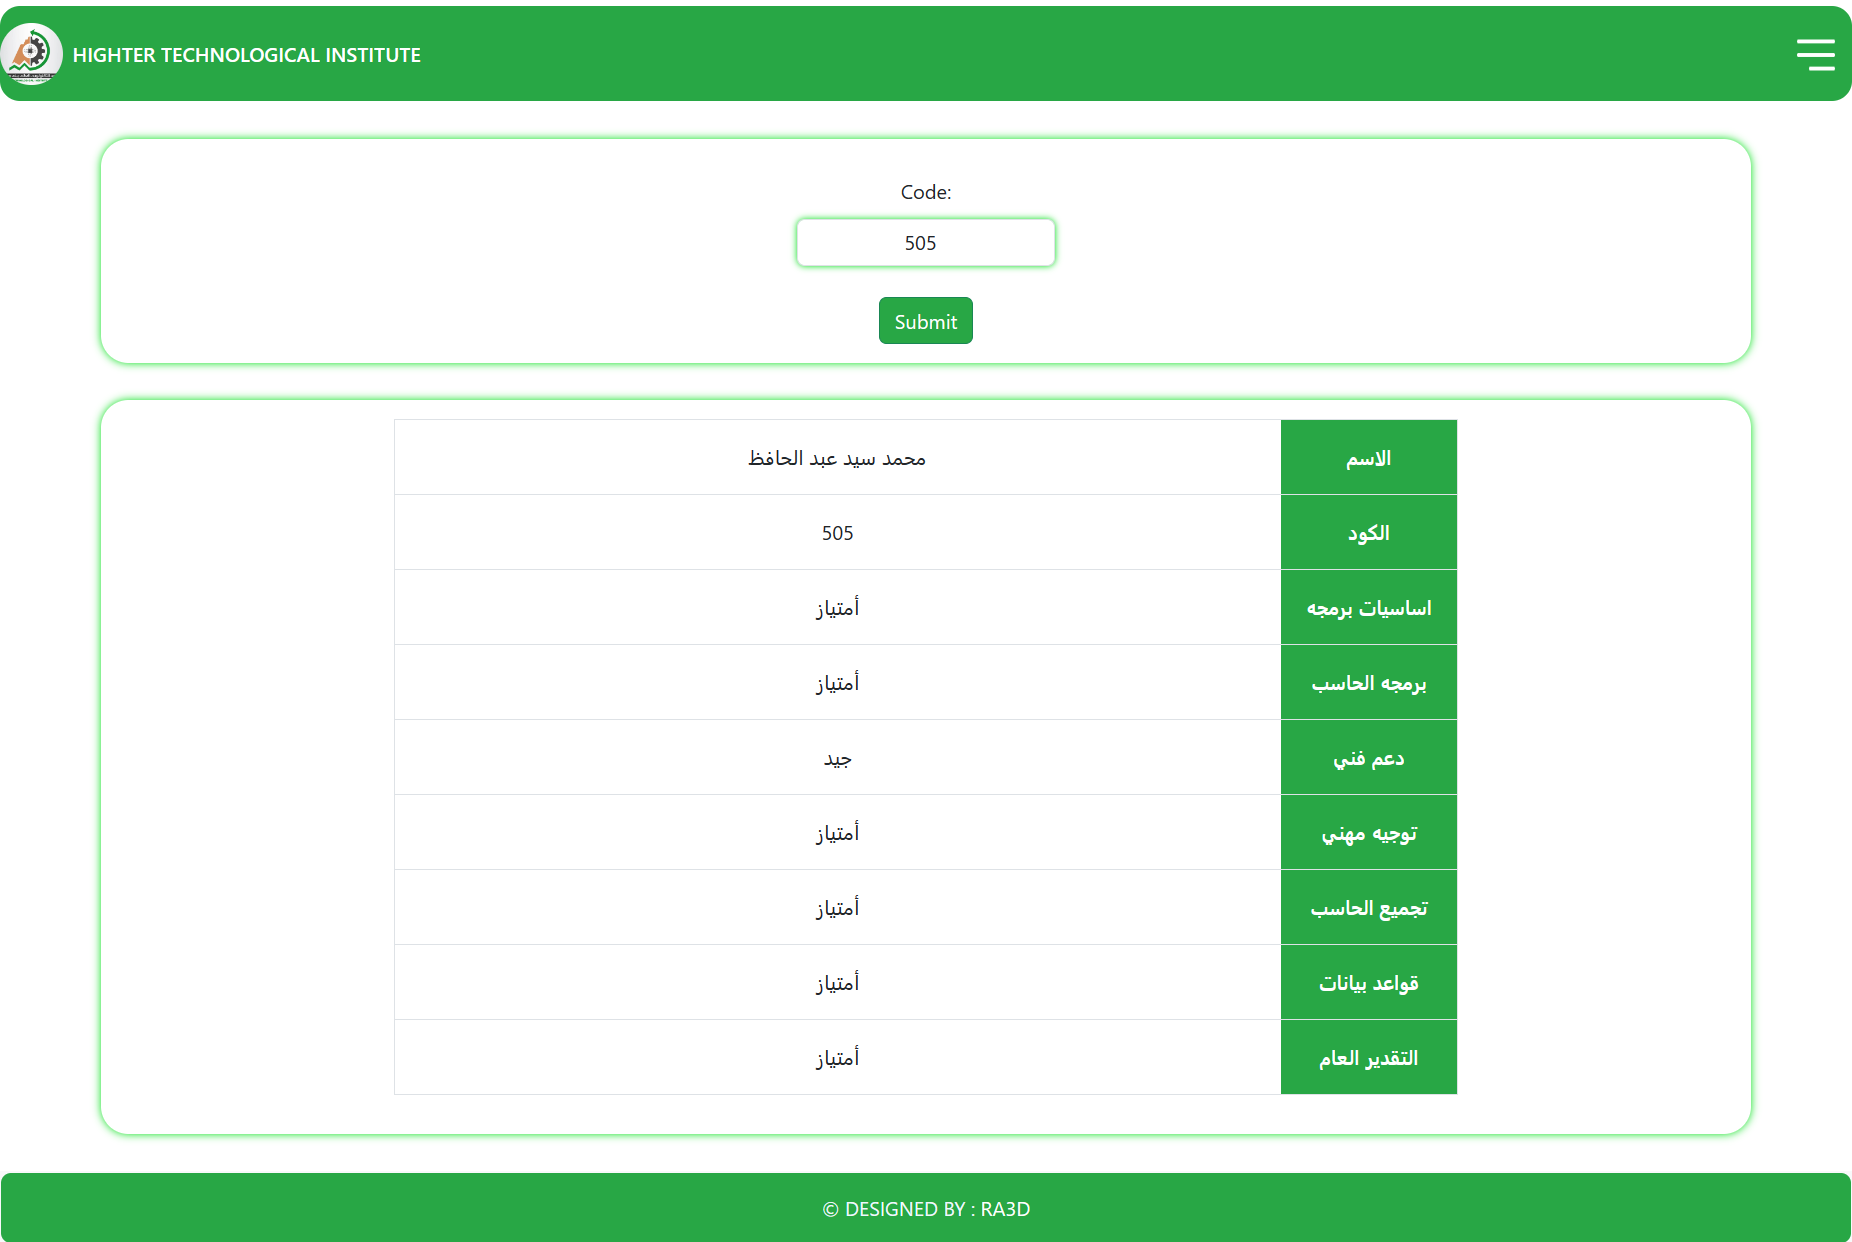 HIGHTER TECHNOLOGICAL INSTITUTE
Code:
505
Submit
الاسم محمد سيد عبد الحافظ
الكود 505
اساسيات برمجه أمتياز
برمجه الحاسب أمتياز
دعم فني جيد
توجيه مهني أمتياز
تجميع الحاسب أمتياز
قواعد بيانات أمتياز
التقدير العام أمتياز
© DESIGNED BY : RA3D